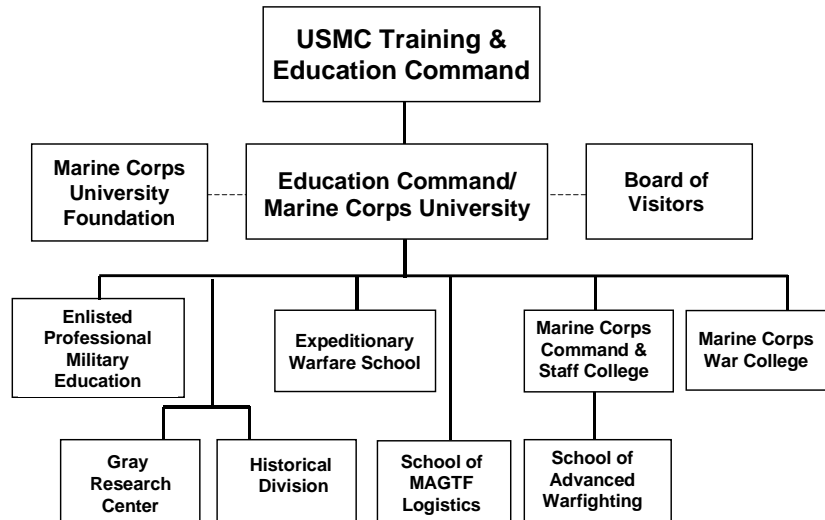 USMC Training &
Education Command
Marine Corps
University
Foundation
Education Command/
Marine Corps University
Board of
Visitors
Enlisted
Professional
Military
Education
Expeditionary
Warfare School
Marine Corps
Command &
Staff College
Marine Corps
War College
Gray
Research
Center
Historical
Division
School of
MAGTF
Logistics
School of
Advanced
Warfighting